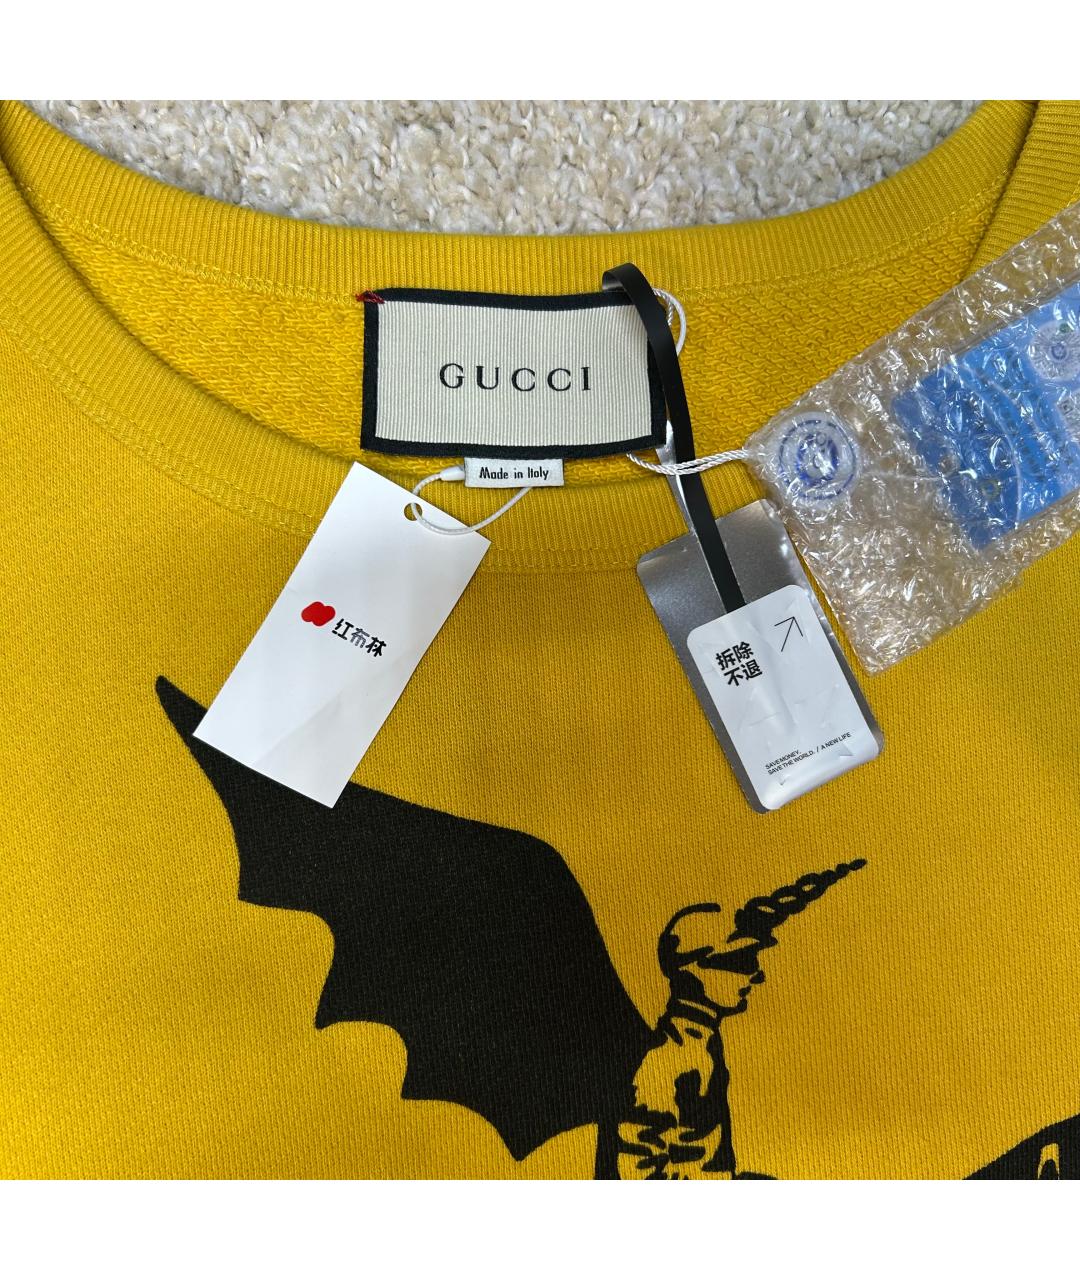 GUCCI
Made in Italy
红布林
拆除
不退
SAVE MONEY.
SAVE THE WORLD. / A NEW LIFE